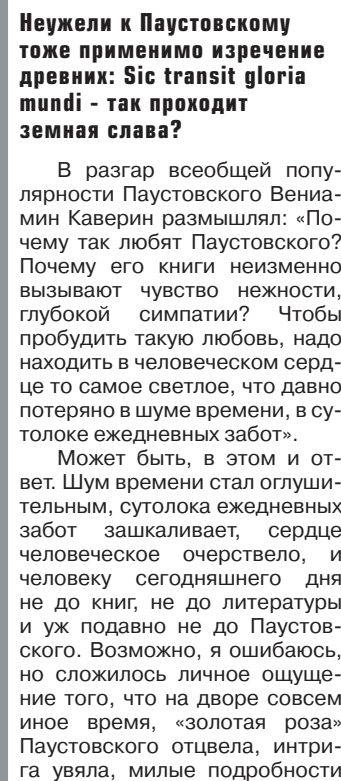 Неужели к Паустовскому
тоже применимо изречение
древних: Sic transit gloria
mundi - так проходит
земная слава?
В разгар всеобщей попу-
лярности Паустовского Вениа-
мин Каверин размышлял: «По-
чему так любят Паустовского?
Почему его книги неизменно
вызывают чувство нежности,
глубокой симпатии? Чтобы
пробудить такую любовь, надо
находить в человеческом серд-
це то самое светлое, что давно
потеряно в шуме времени, в су-
толоке ежедневных забот».
Может быть, в этом и от-
вет. Шум времени стал оглуши-
тельным, сутолока ежедневных
забот зашкаливает, сердце
человеческое очерствело, и
человеку сегодняшнего дня
не до книг, не до литературы
и уж подавно не до Паустов-
ского. Возможно, я ошибаюсь,
но сложилось личное ощуще-
ние того, что на дворе совсем
иное время, «золотая роза»
Паустовского отцвела, интри-
га увяла, милые подробности